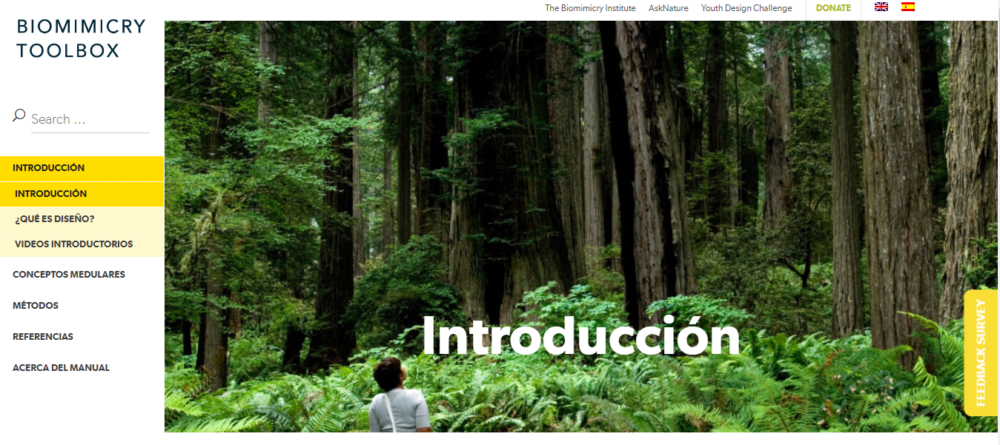 The Biomimicry Institute AskNature Youth Design Challenge DONATE
BIOMIMICRY
TOOLBOX
Search ...
INTRODUCCIÓN
INTRODUCCIÓN
¿QUÉ ES DISEÑO?
VIDEOS INTRODUCTORIOS
CONCEPTOS MEDULARES
MÉTODOS
REFERENCIAS
ACERCA DEL MANUAL
Introducción
FEEDBACK SURVEY